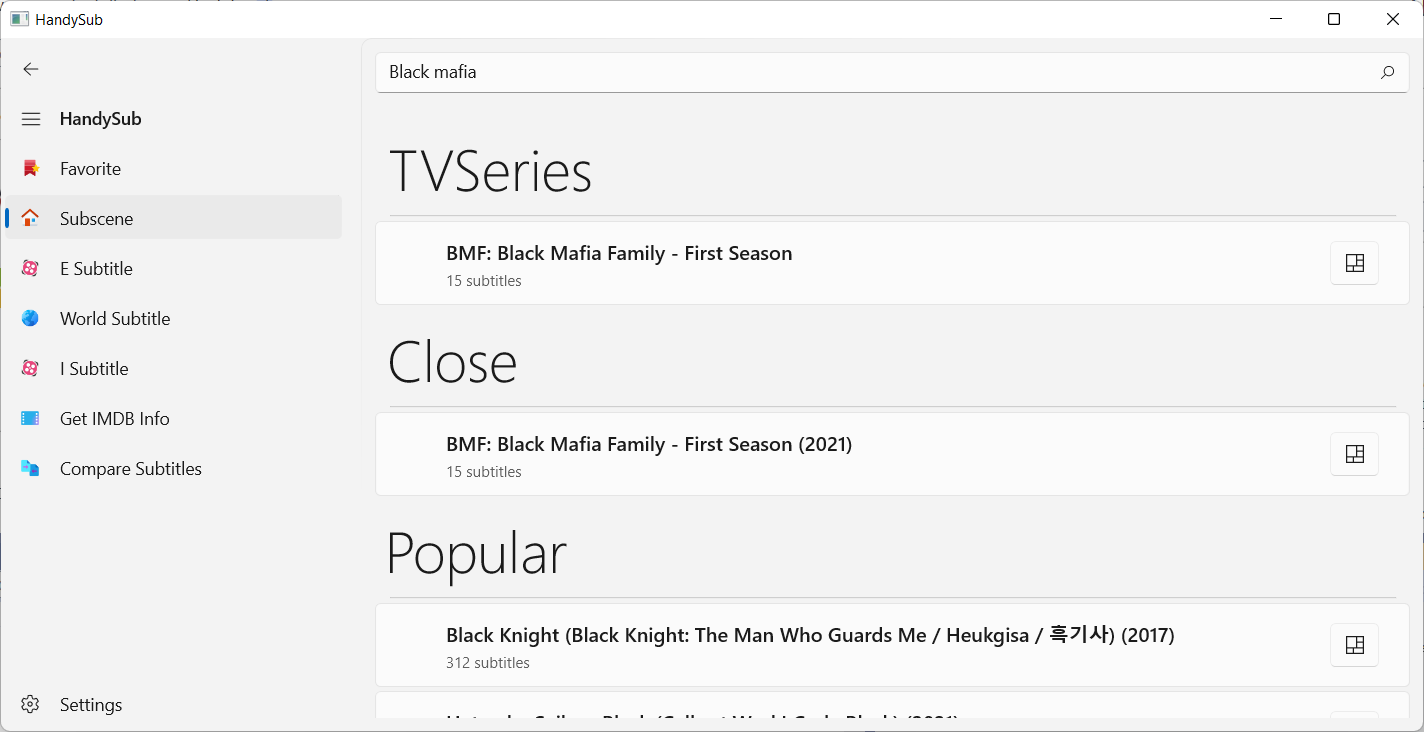 HandySub
HandySub
Favorite
Subscene
E Subtitle
World Subtitle
I Subtitle
Get IMDB Info
Compare Subtitles
Settings
Black mafia
TVSeries
BMF: Black Mafia Family - First Season
15 subtitles
Close
BMF: Black Mafia Family - First Season (2021)
15 subtitles
Popular
Black Knight (Black Knight: The Man Who Guards Me / Heukgisa / 흑기사) (2017)
312 subtitles